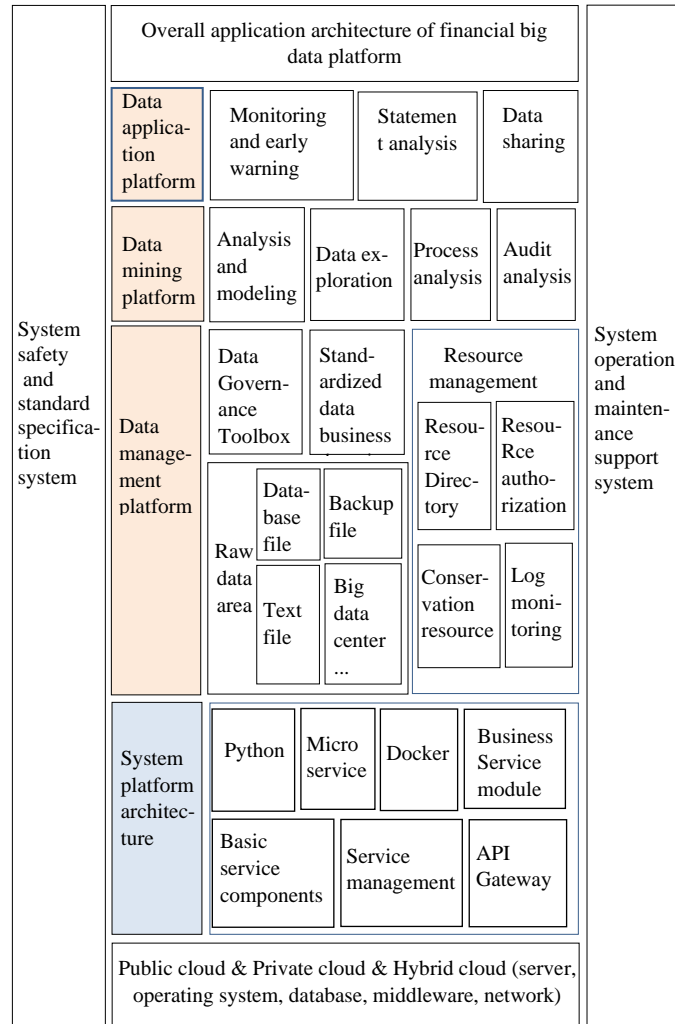 Overall application architecture of financial big
data platform
System
safety
and
standard
specifica-
tion
system
Data
applica-
tion
platform
Monitoring
and early
warning
Statemen
t analysis
Data
sharing
Data
mining
platform
Analysis
and
modeling
Data ex-
ploration
Process
analysis
Audit
analysis
Data
manage-
ment
platform
Data
Govern-
ance
Toolbox
Stand-
ardized
data
business
Resource
management
Resou-
rce
Direc-
tory
Resou-
Rce
autho-
rization
Conser-
vation
resource
Log
moni-
toring
Raw
data
area
Data-
base
file
Backup
file
Text
file
Big
data
center
...
System
platform
architec-
ture
Python
Micro
service
Docker
Business
Service
module
Basic
service
components
Service
management
API
Gateway
System
operation
and
mainten-
ance
support
system
Public cloud & Private cloud & Hybrid cloud (server,
operating system, database, middleware, network)